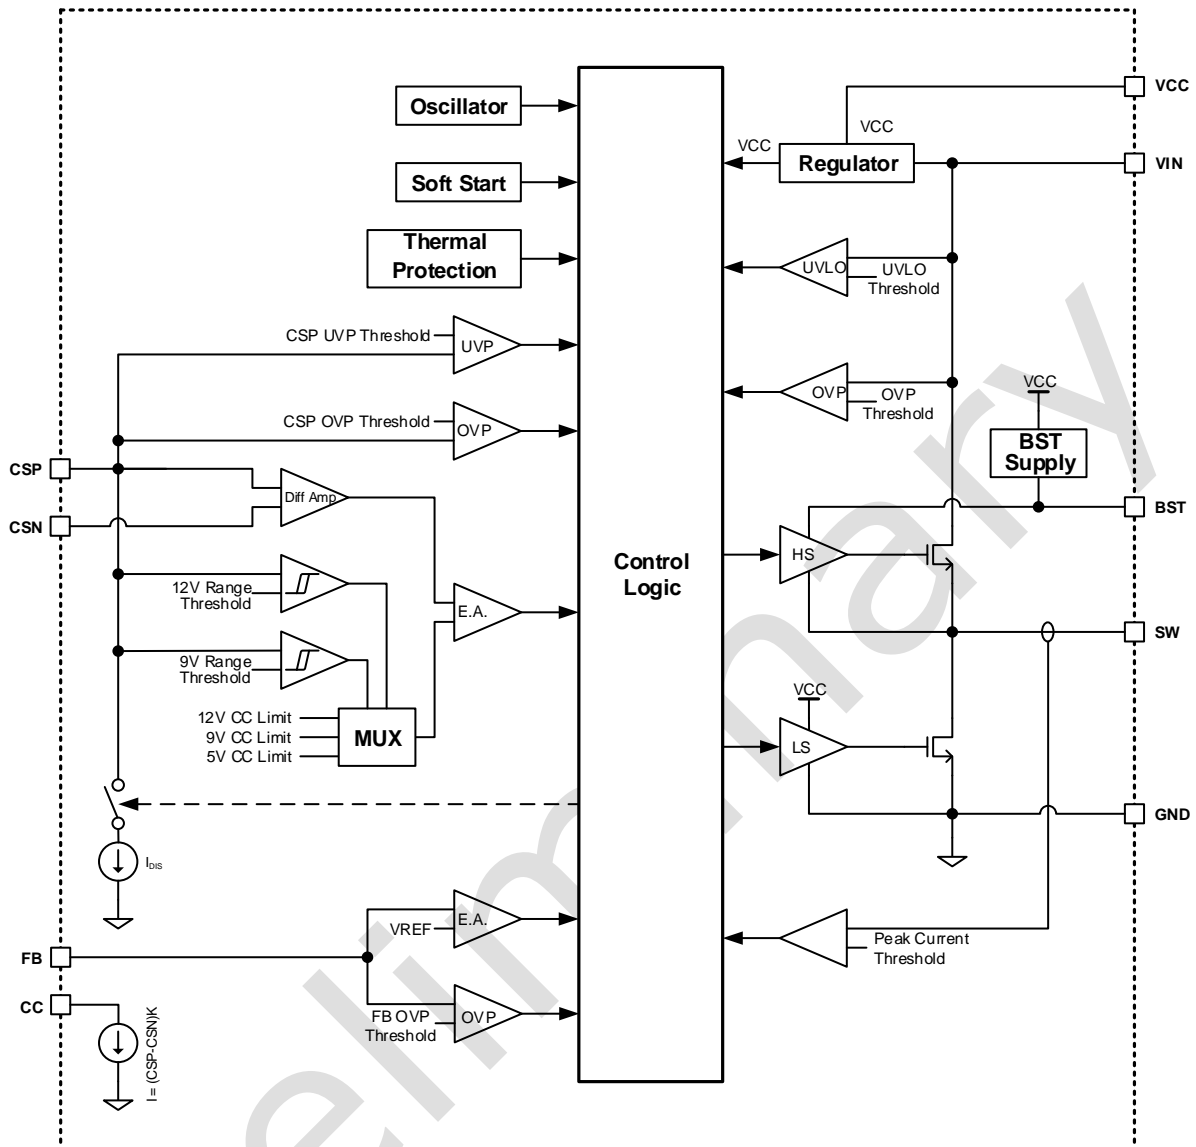 Oscillator
Soft Start
Thermal
Protection
CSP UVP Threshold
UVP
CSP OVP Threshold
OVP
CSP
CSN
Diff Amp
12V Range
Threshold
9V Range
Threshold
E.A.
12V CC Limit
9V CC Limit
5V CC Limit
MUX
IDIS
FB
VREF
E.A.
FB OVP
Threshold
OVP
CC
I = (CSP-CSN)K
Control
Logic
VCC
VCC
VCC
Regulator
VIN
UVLO
UVLO
Threshold
OVP
OVP
Threshold
VCC
BST
Supply
BST
HS
SW
VCC
LS
GND
Peak Current
Threshold
eliminary